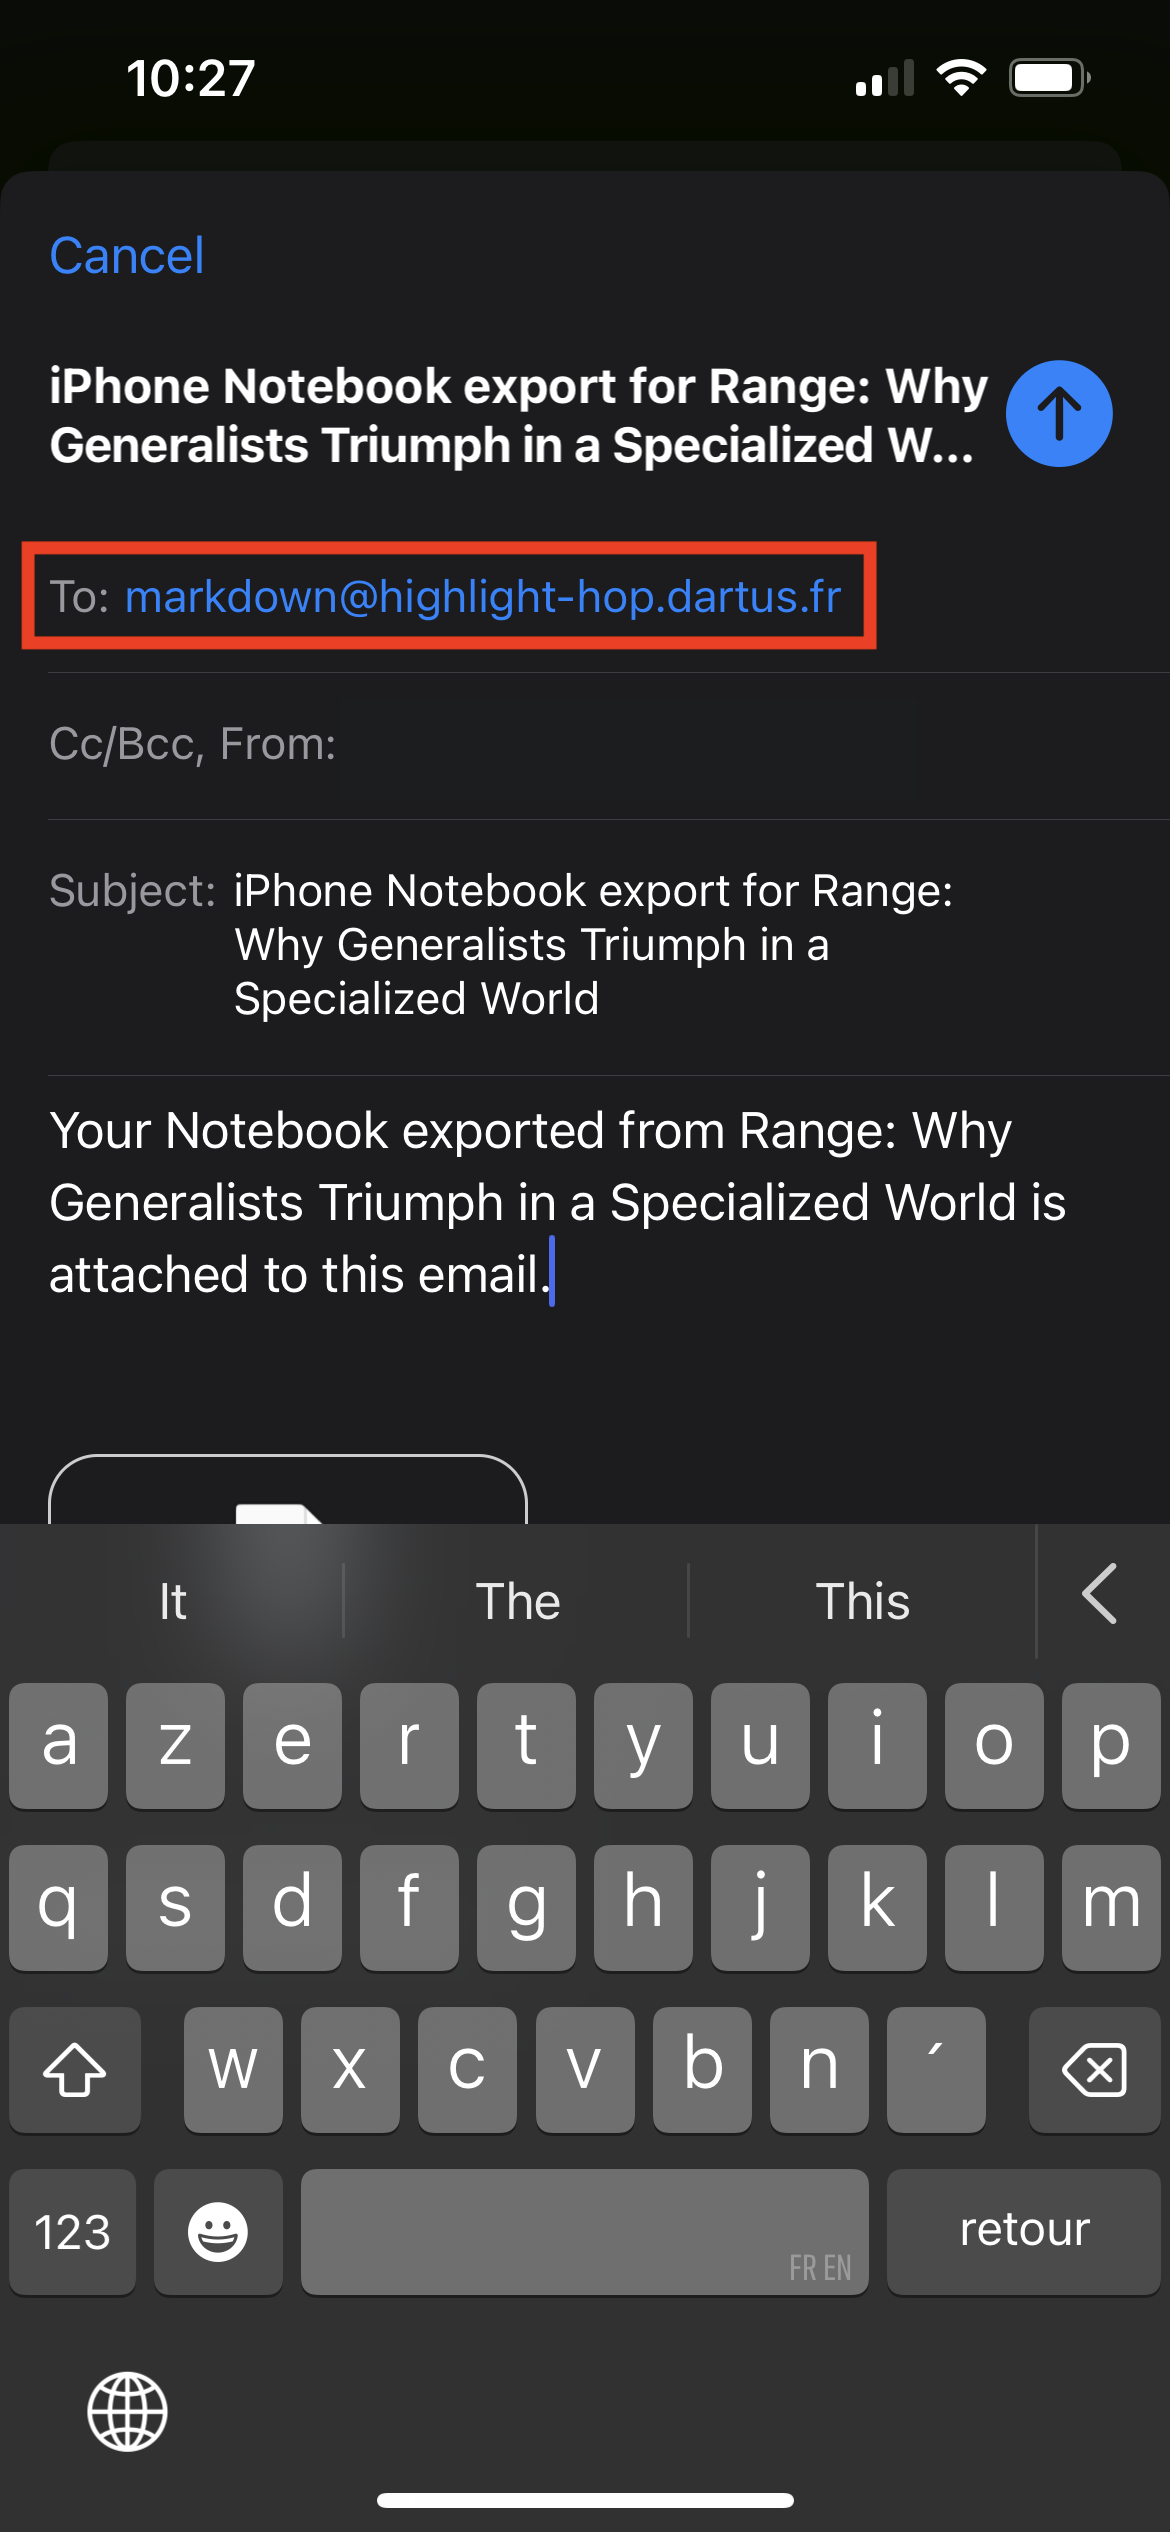 10:27
Cancel
iPhone Notebook export for Range: Why
Generalists Triumph in a Specialized W...
To: markdown@highlight-hop.dartus.fr
Cc/Bcc, From:
Subject: iPhone Notebook export for Range:
Why Generalists Triumph in a
Specialized World
Your Notebook exported from Range: Why
Generalists Triumph in a Specialized World is
attached to this email.
It The This
a z e r t y u i o p
q s d f g h j k l m
w x c v b n ´
123 FR EN retour